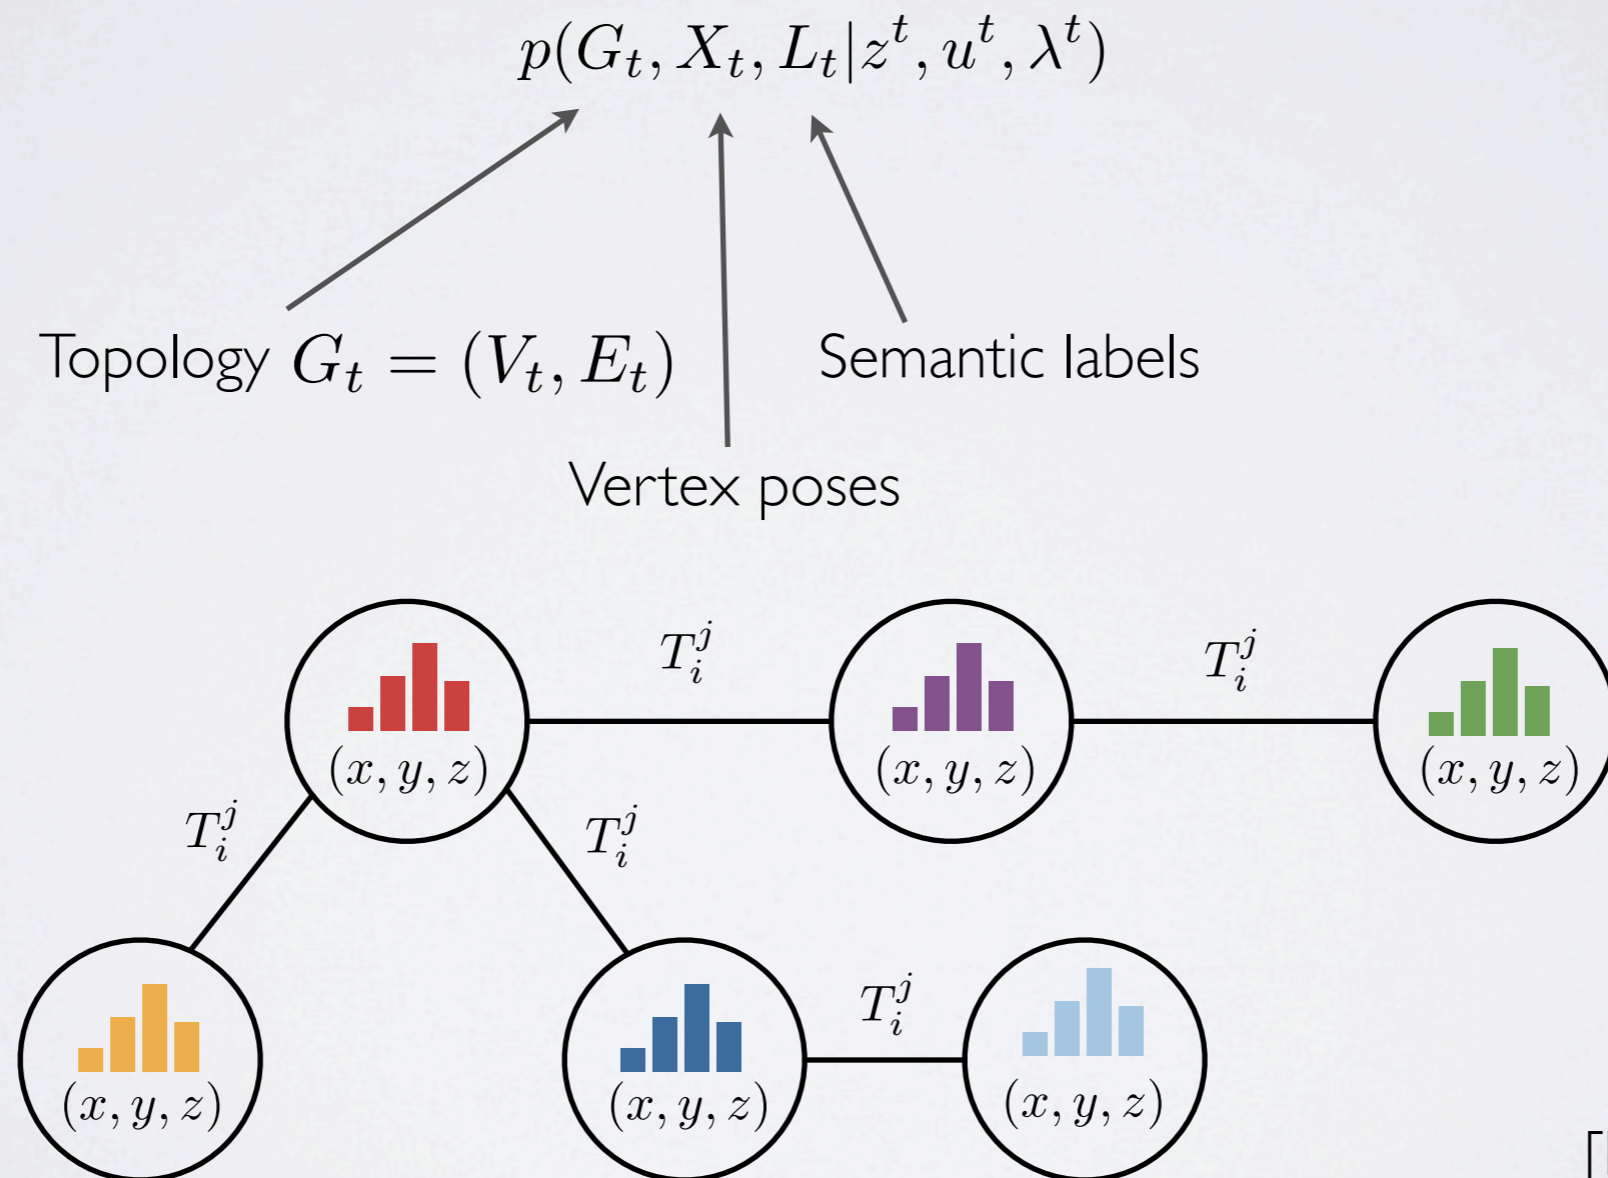 p(G_t, X_t, L_t|z^t, u^t, λ^t)
Topology G_t = (V_t, E_t)
Semantic labels
Vertex poses
T_i^j
T_i^j
(x, y, z)
(x, y, z)
(x, y, z)
T_i^j
T_i^j
T_i^j
(x, y, z)
(x, y, z)
(x, y, z)